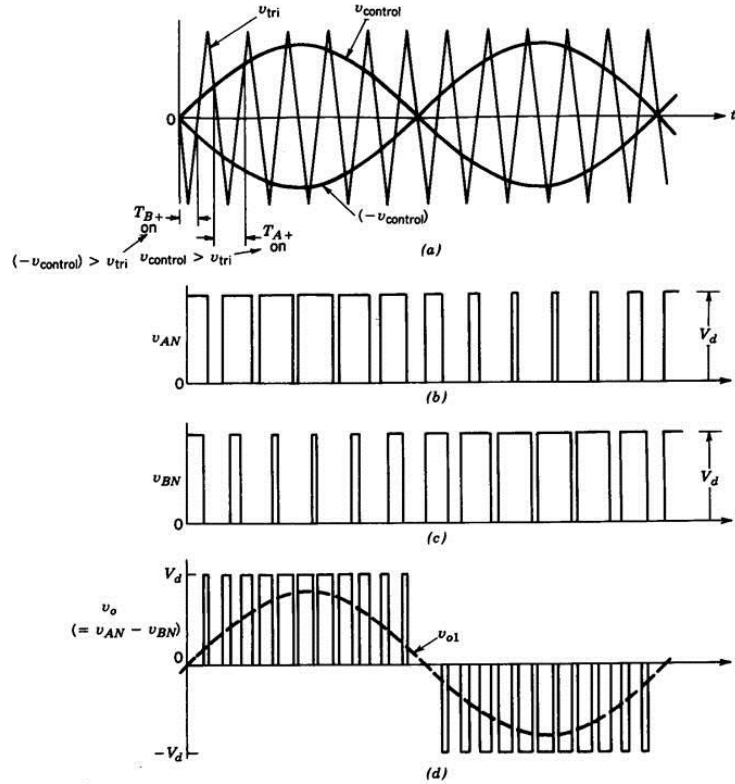 v_tri
v_control
0
t
(−v_control)
T_B+
on
T_A+
on
(−v_control) > v_tri
v_control > v_tri
(a)
v_AN
V_d
0
(b)
v_BN
V_d
0
(c)
V_d
v_o
(= v_AN − v_BN)
v_o1
0
−V_d
(d)